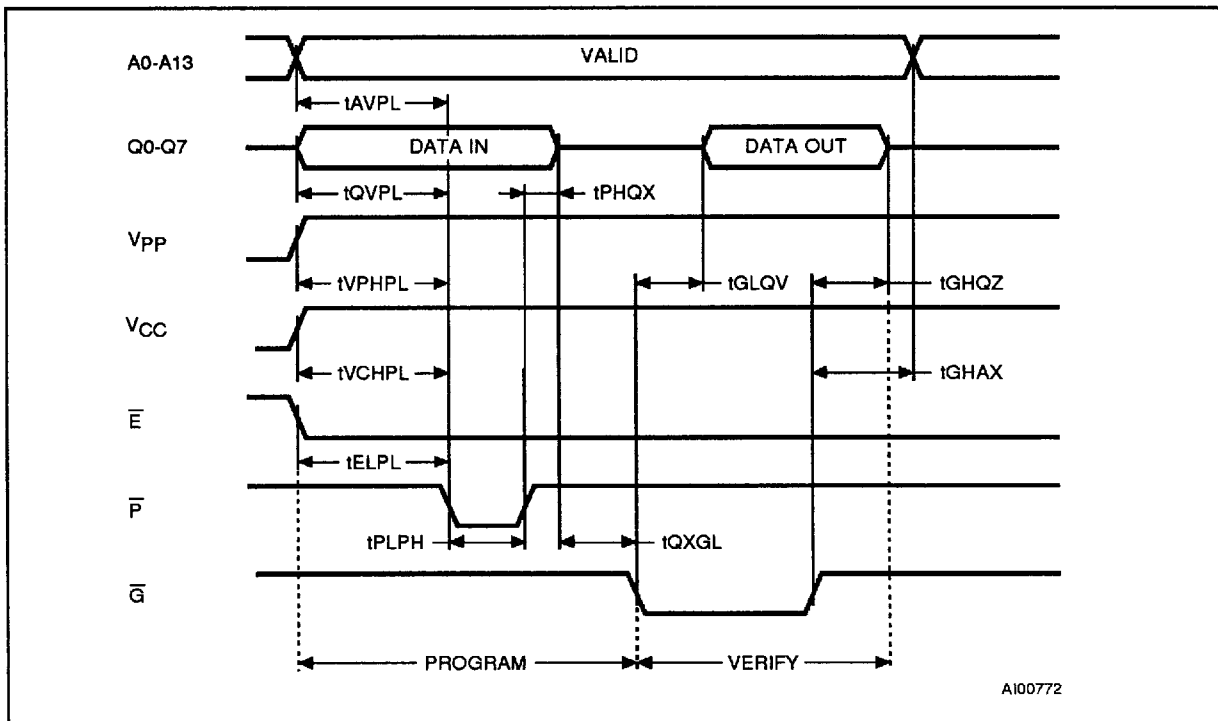 A0-A13
VALID
tAVPL
Q0-Q7
DATA IN
DATA OUT
tQVPL
tPHQX
VPP
tVPHPL
tGLQV
tGHQZ
VCC
tVCHPL
tGHAX
E
tELPL
P
tPLPH
tQXGL
G
PROGRAM
VERIFY
AI00772